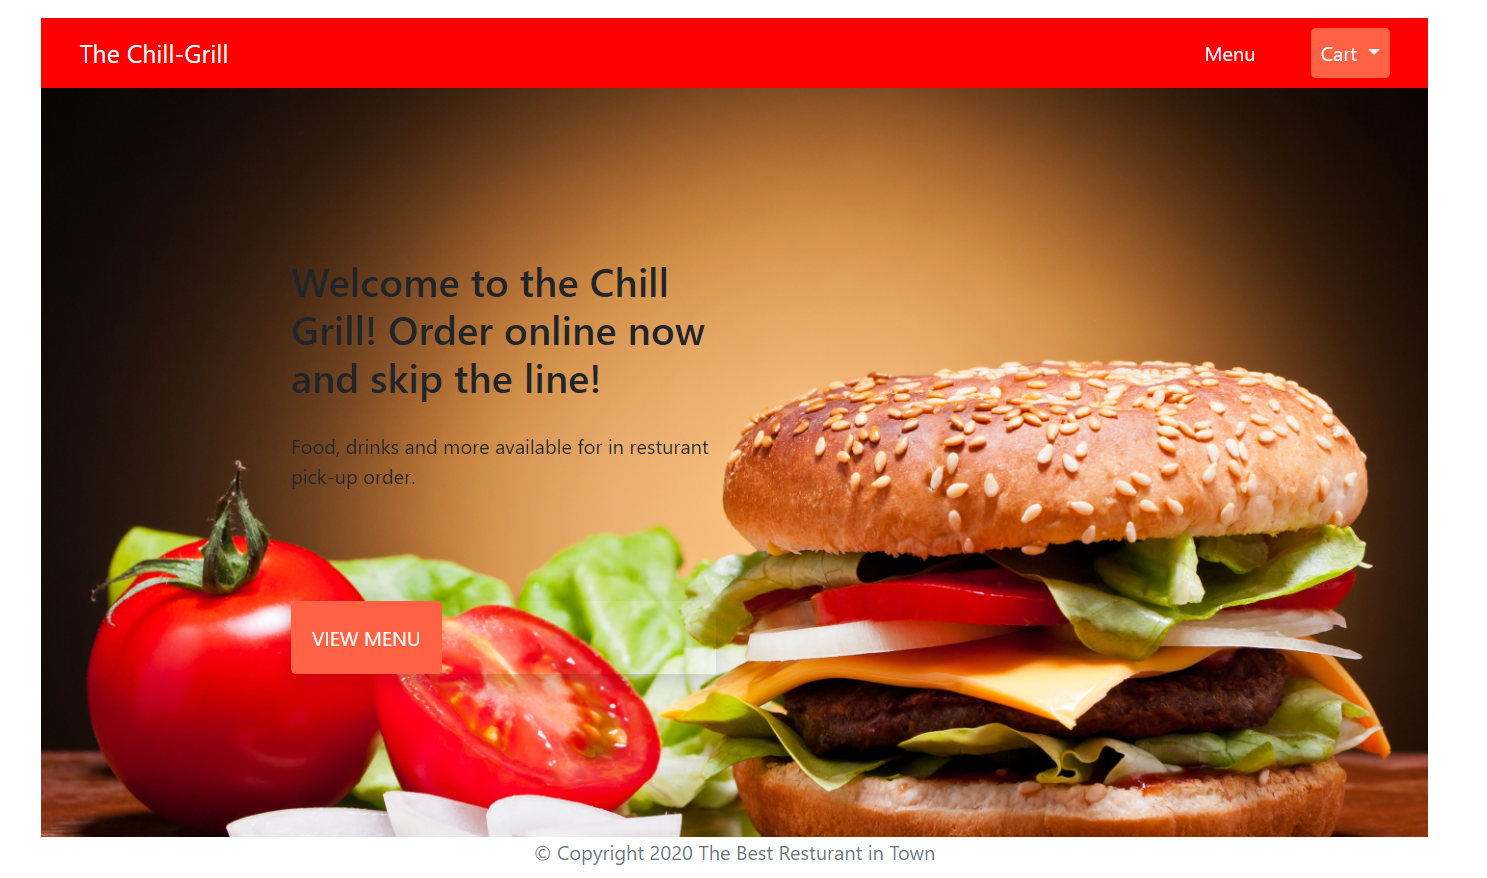 The Chill-Grill
Menu
Cart
Welcome to the Chill
Grill! Order online now
and skip the line!
Food, drinks and more available for in resturant
pick-up order.
VIEW MENU
© Copyright 2020 The Best Resturant in Town